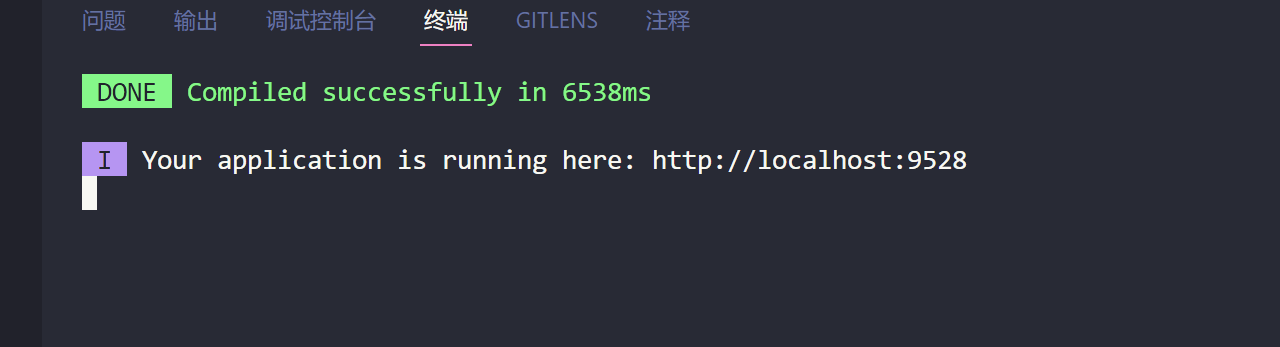 问题 输出 调试控制台 终端 GITLENS 注释
DONE Compiled successfully in 6538ms
I Your application is running here: http://localhost:9528